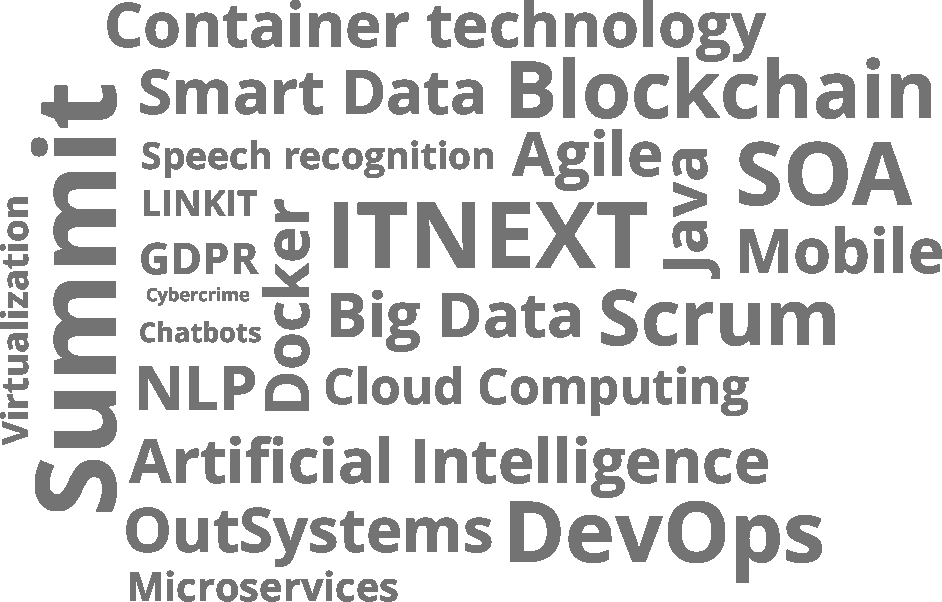 Container technology
Smart Data
Blockchain
Summit
Speech recognition
Agile
Java
SOA
LINKIT
ITNEXT
Virtualization
Docker
GDPR
Mobile
Cybercrime
Big Data
Scrum
Chatbots
NLP
Cloud Computing
Artificial Intelligence
OutSystems
DevOps
Microservices